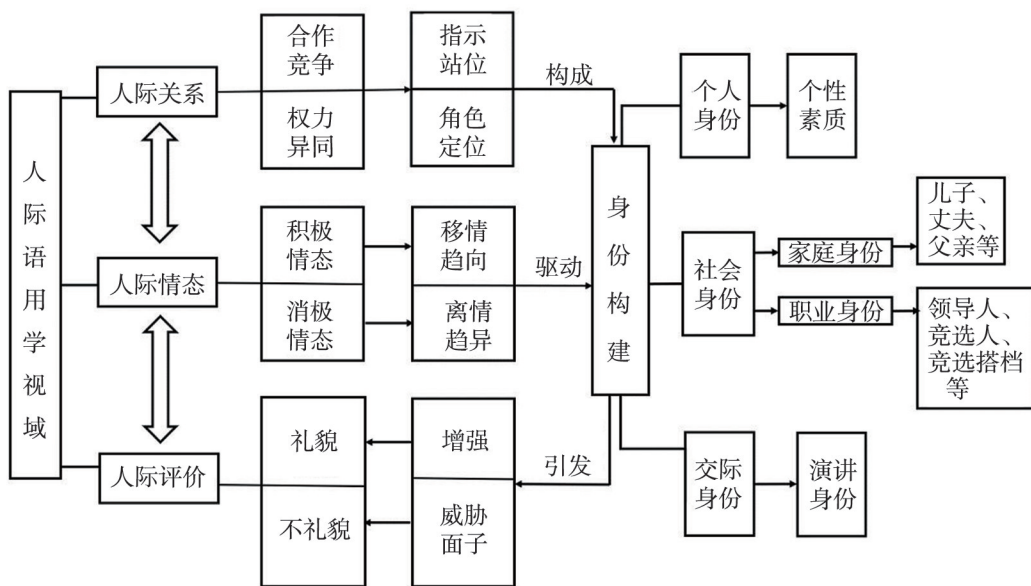 人际语用学视域
人际关系
合作
竞争
权力
异同
指示
站位
角色
定位
构成
人际情态
积极
情态
消极
情态
移情
趋向
离情
趋异
驱动
人际评价
礼貌
不礼貌
增强
威胁
面子
引发
身份构建
个人
身份
个性
素质
社会
身份
家庭身份
儿子、
丈夫、
父亲等
职业身份
领导人、
竞选人、
竞选搭档
等
交际
身份
演讲
身份